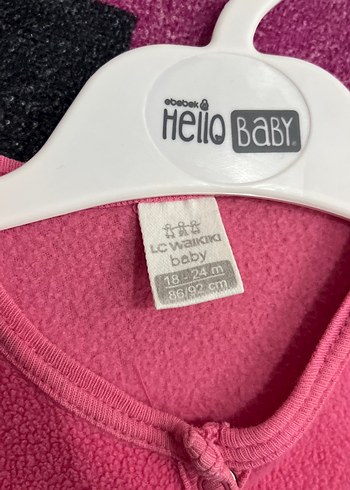 ebebek
Hello BABY
LC WAIKIKI
baby
18 - 24 m
86/92 cm